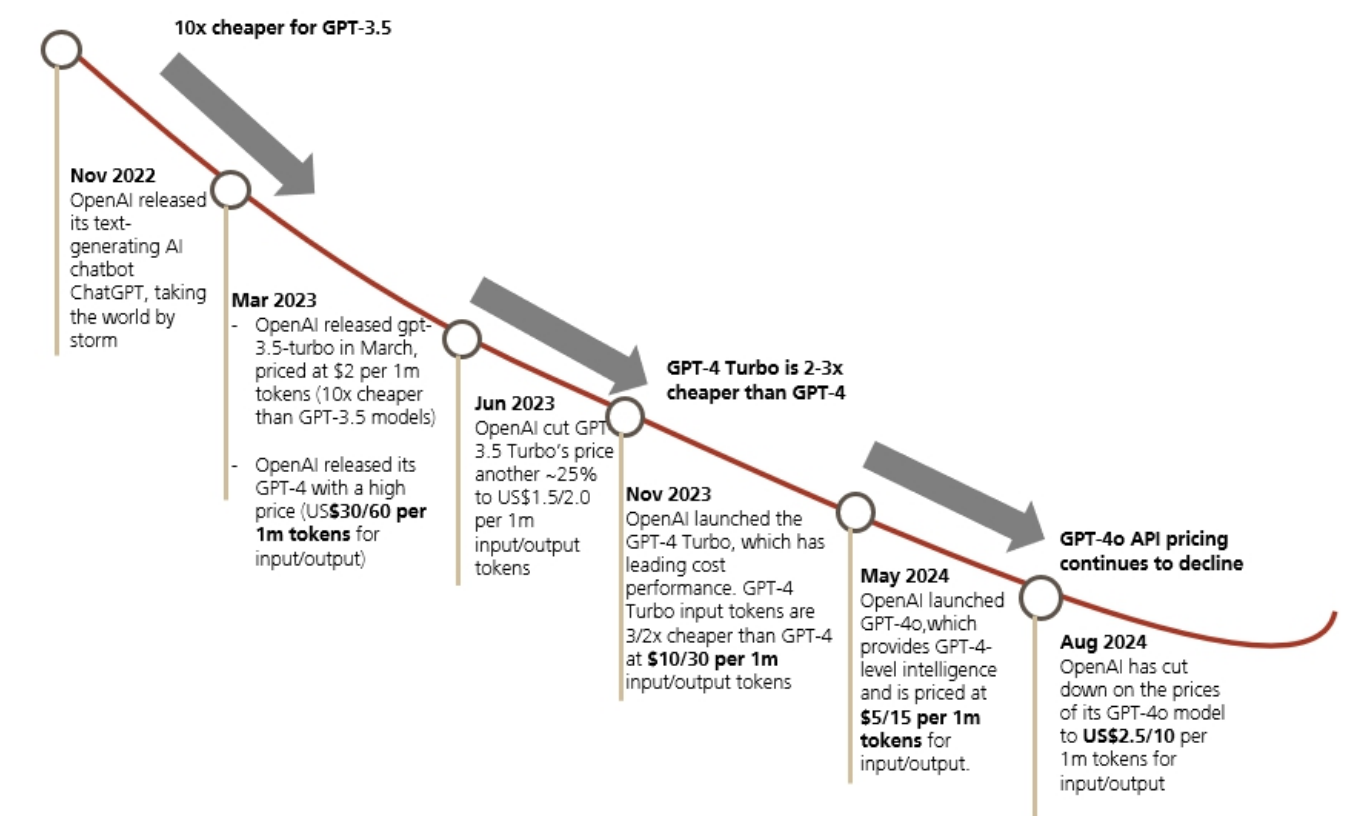 10x cheaper for GPT-3.5
Nov 2022
OpenAI released
its text-
generating AI
chatbot
ChatGPT, taking
the world by
storm
Mar 2023
- OpenAI released gpt-
3.5-turbo in March,
priced at $2 per 1m
tokens (10x cheaper
than GPT-3.5 models)
- OpenAI released its
GPT-4 with a high
price (US$30/60 per
1m tokens for
input/output)
Jun 2023
OpenAI cut GPT
3.5 Turbo's price
another ~25%
to US$1.5/2.0
per 1m
input/output
tokens
GPT-4 Turbo is 2-3x
cheaper than GPT-4
Nov 2023
OpenAI launched the
GPT-4 Turbo, which has
leading cost
performance. GPT-4
Turbo input tokens are
3/2x cheaper than GPT-4
at $10/30 per 1m
input/output tokens
May 2024
OpenAI launched
GPT-4o,which
provides GPT-4-
level intelligence
and is priced at
$5/15 per 1m
tokens for
input/output.
GPT-4o API pricing
continues to decline
Aug 2024
OpenAI has cut
down on the prices
of its GPT-4o model
to US$2.5/10 per
1m tokens for
input/output